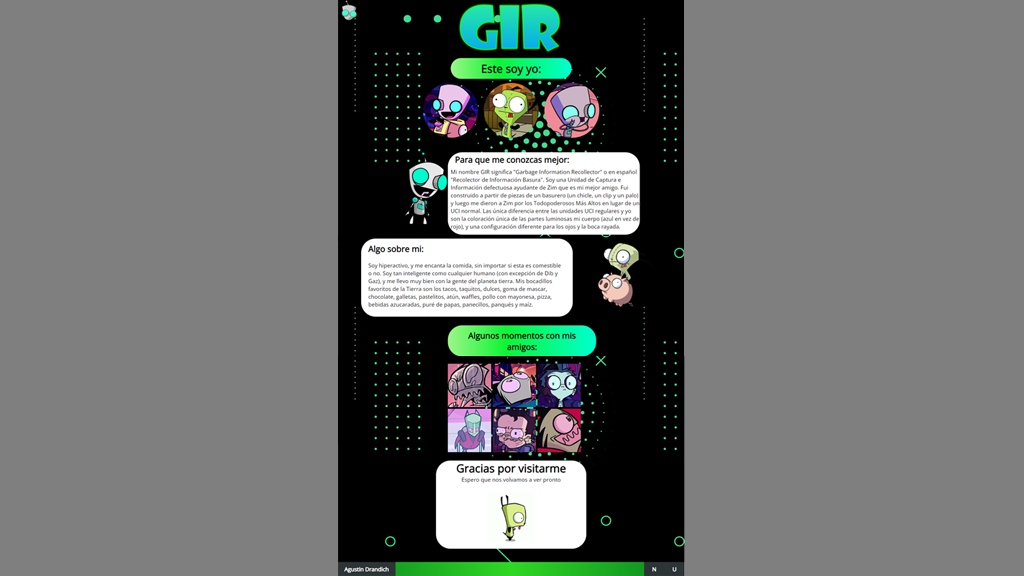 GIR
Este soy yo:
Para que me conozcas mejor:
Mi nombre GIR significa "Garbage Information Recollector" o en español
"Recolector de Información Basura". Soy una Unidad de Captura e
Información defectuosa ayudante de Zim que es mi mejor amigo. Fui
construido a partir de piezas de un basurero (un chicle, un clip y un palo)
y luego me dieron a Zim por los Todopoderosos Más Altos en lugar de un
UCI normal. Las única diferencia entre las unidades UCI regulares y yo
son la coloración única de las partes luminosas mi cuerpo (azul en vez de
rojo), y una configuración diferente para los ojos y la boca rayada.
Algo sobre mi:
Soy hiperactivo, y me encanta la comida, sin importar si esta es comestible
o no. Soy tan inteligente como cualquier humano (con excepción de Dib y
Gaz), y me llevo muy bien con la gente del planeta tierra. Mis bocadillos
favoritos de la Tierra son los tacos, taquitos, dulces, goma de mascar,
chocolate, galletas, pastelitos, atún, waffles, pollo con mayonesa, pizza,
bebidas azucaradas, puré de papas, panecillos, panqués y maíz.
Algunos momentos con mis
amigos:
Gracias por visitarme
Espero que nos volvamos a ver pronto
Agustin Drandich N U